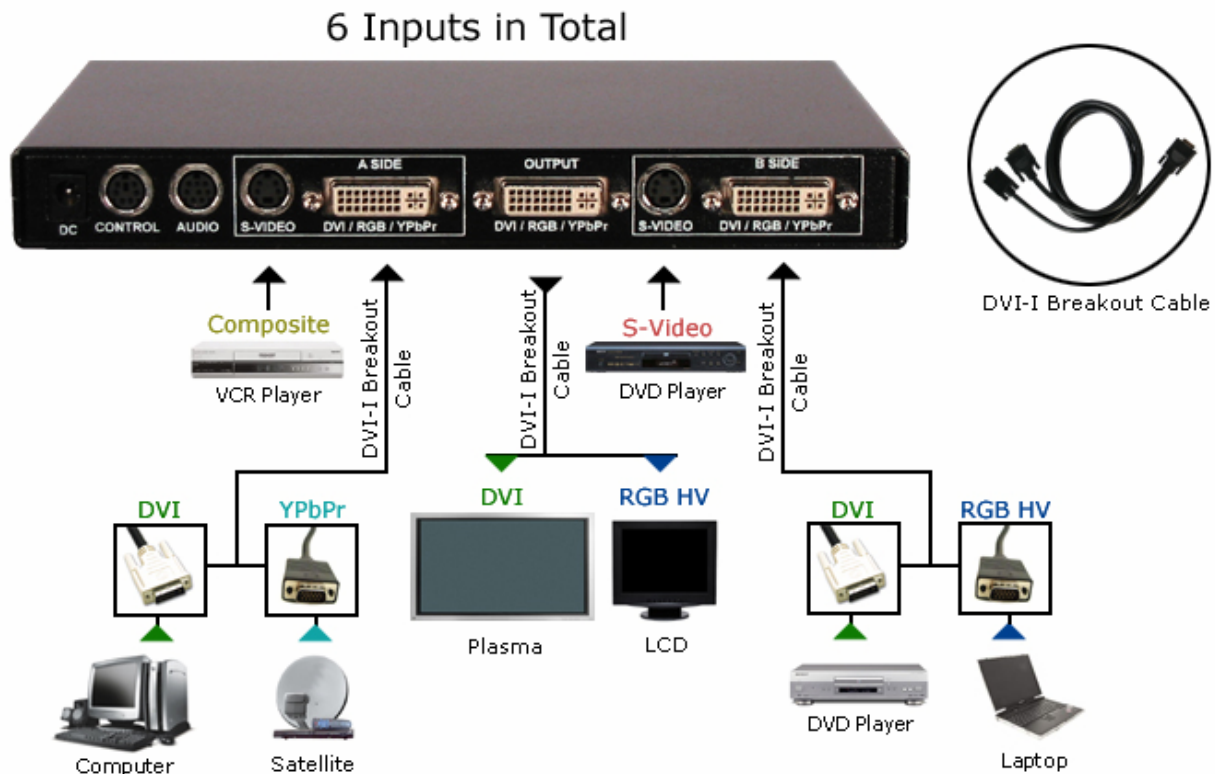 6 Inputs in Total
A SIDE
OUTPUT
B SIDE
DC
CONTROL
AUDIO
S-VIDEO
DVI / RGB / YPbPr
DVI / RGB / YPbPr
S-VIDEO
DVI / RGB / YPbPr
DVI-I Breakout Cable
Composite
VCR Player
DVI-I Breakout
Cable
DVI-I Breakout
Cable
S-Video
DVD Player
DVI-I Breakout
Cable
DVI
YPbPr
DVI
RGB HV
DVI
RGB HV
Plasma
LCD
Computer
Satellite
DVD Player
Laptop